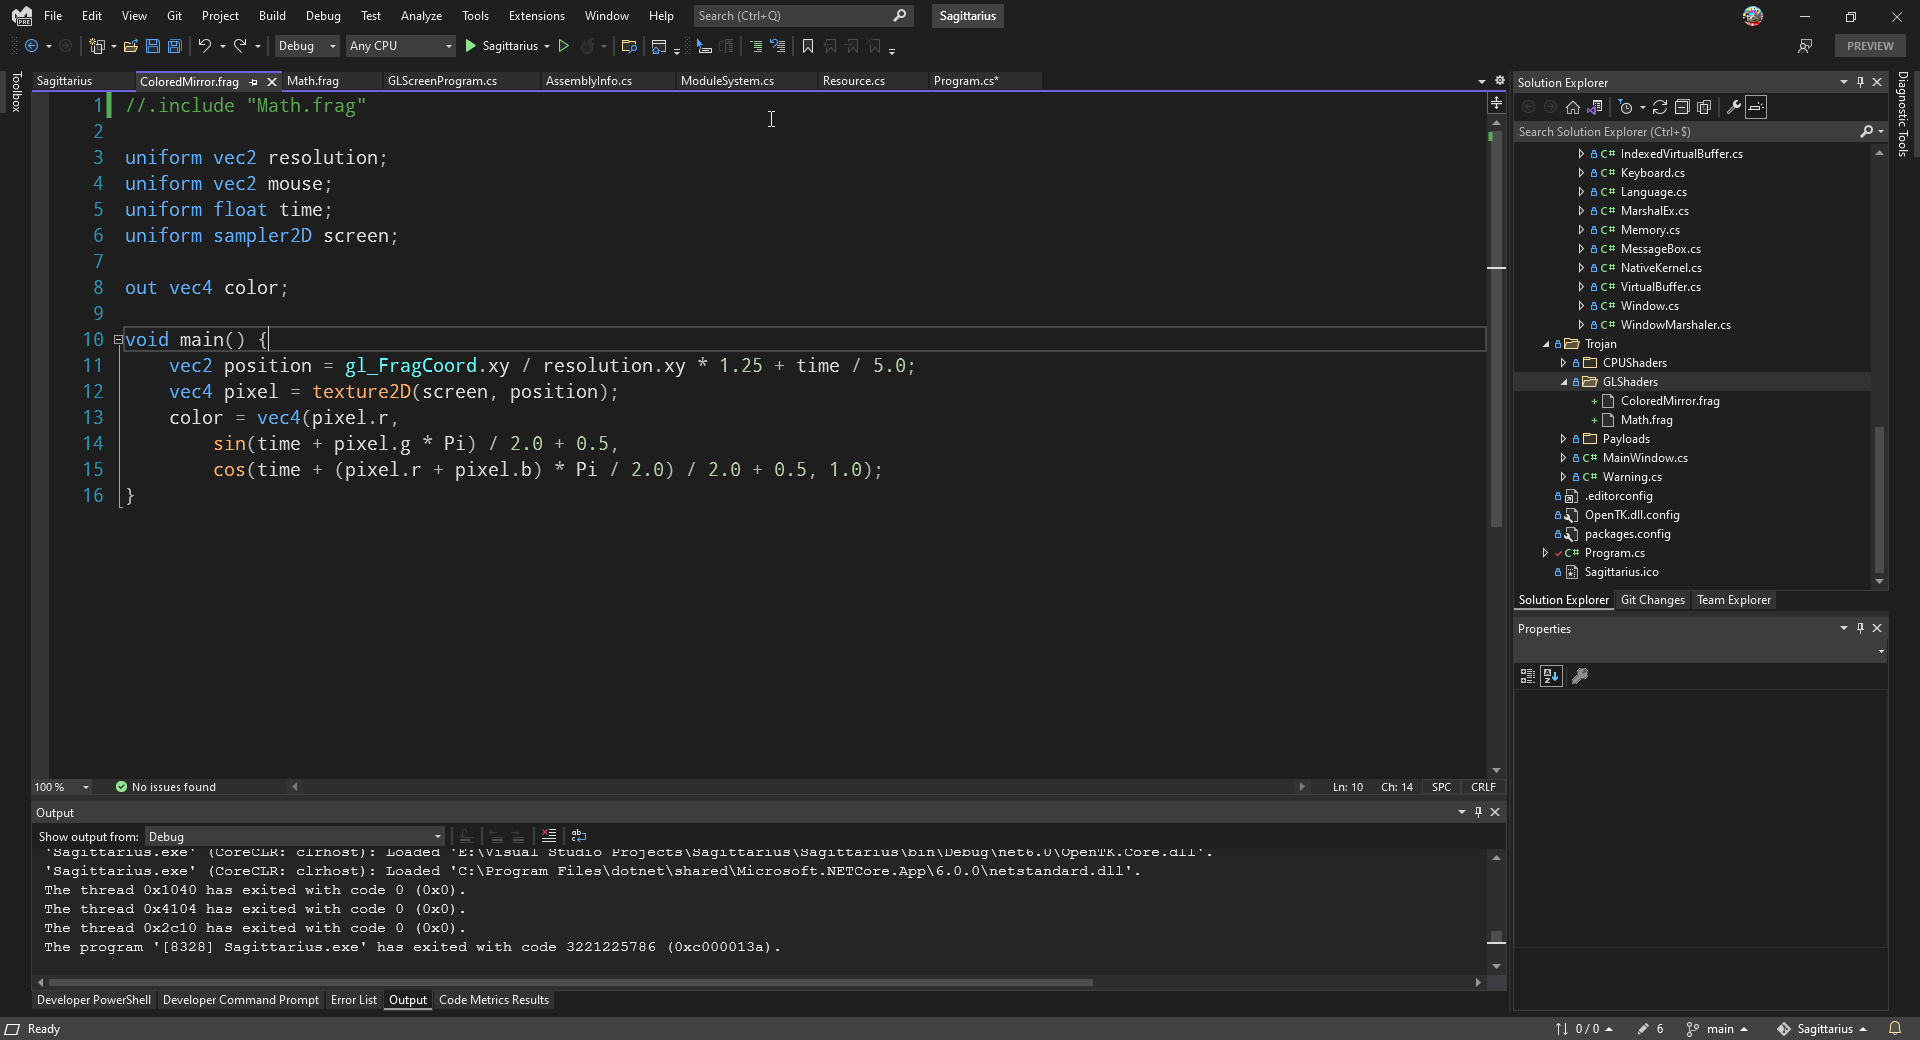 File Edit View Git Project Build Debug Test Analyze Tools Extensions Window Help Search (Ctrl+Q) Sagittarius
Debug Any CPU Sagittarius PREVIEW
Toolbox
Sagittarius ColoredMirror.frag Math.frag GLScreenProgram.cs AssemblyInfo.cs ModuleSystem.cs Resource.cs Program.cs*
1 //.include "Math.frag"
2
3 uniform vec2 resolution;
4 uniform vec2 mouse;
5 uniform float time;
6 uniform sampler2D screen;
7
8 out vec4 color;
9
10 void main() {
11 vec2 position = gl_FragCoord.xy / resolution.xy * 1.25 + time / 5.0;
12 vec4 pixel = texture2D(screen, position);
13 color = vec4(pixel.r,
14 sin(time + pixel.g * Pi) / 2.0 + 0.5,
15 cos(time + (pixel.r + pixel.b) * Pi / 2.0) / 2.0 + 0.5, 1.0);
16 }
100 % No issues found Ln: 10 Ch: 14 SPC CRLF
Output
Show output from: Debug
'Sagittarius.exe' (CoreCLR: clrhost): Loaded 'E:\Visual Studio Projects\Sagittarius\Sagittarius\bin\Debug\net6.0\OpenTK.Core.dll'.
'Sagittarius.exe' (CoreCLR: clrhost): Loaded 'C:\Program Files\dotnet\shared\Microsoft.NETCore.App\6.0.0\netstandard.dll'.
The thread 0x1040 has exited with code 0 (0x0).
The thread 0x4104 has exited with code 0 (0x0).
The thread 0x2c10 has exited with code 0 (0x0).
The program '[8328] Sagittarius.exe' has exited with code 3221225786 (0xc000013a).
Developer PowerShell Developer Command Prompt Error List Output Code Metrics Results
Solution Explorer
Search Solution Explorer (Ctrl+$)
C# IndexedVirtualBuffer.cs
C# Keyboard.cs
C# Language.cs
C# MarshalEx.cs
C# Memory.cs
C# MessageBox.cs
C# NativeKernel.cs
C# VirtualBuffer.cs
C# Window.cs
C# WindowMarshaler.cs
Trojan
CPUShaders
GLShaders
ColoredMirror.frag
Math.frag
Payloads
C# MainWindow.cs
C# Warning.cs
.editorconfig
OpenTK.dll.config
packages.config
C# Program.cs
Sagittarius.ico
Solution Explorer Git Changes Team Explorer
Properties
Diagnostic Tools
Ready 0 / 0 6 main Sagittarius